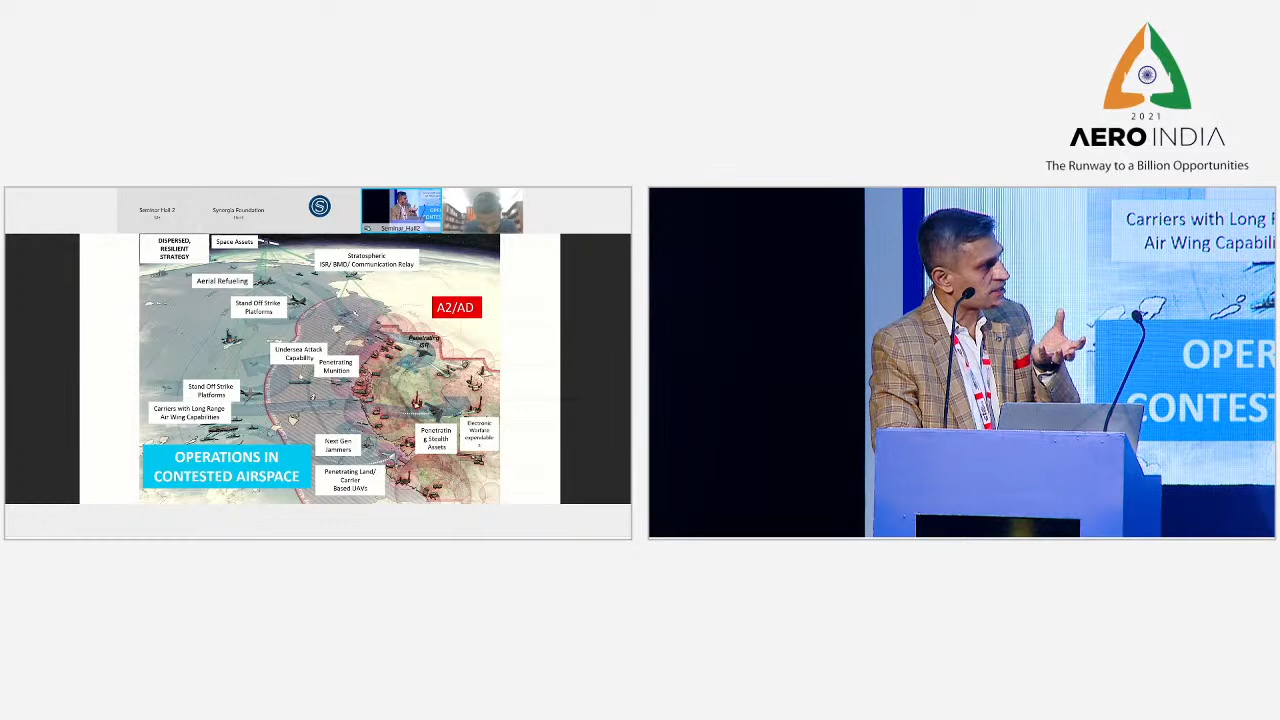 2021
AERO INDIA
The Runway to a Billion Opportunities
Seminar Hall 2
Synergia Foundation
Host
S
Seminar_Hall2
DISPERSED,
RESILIENT
STRATEGY
Space Assets
Stratospheric
ISR/ BMD/ Communication Relay
Aerial Refueling
Stand Off Strike
Platforms
A2/AD
Penetrating
ISR
Undersea Attack
Capability
Penetrating
Munition
Stand Off Strike
Platforms
Carriers with Long Range
Air Wing Capabilities
Next Gen
Jammers
Penetratin
g Stealth
Assets
Electronic
Warfare
expendable
s
OPERATIONS IN
CONTESTED AIRSPACE
Penetrating Land/
Carrier
Based UAVs
Carriers with Long R
Air Wing Capabili
OPER
CONTEST